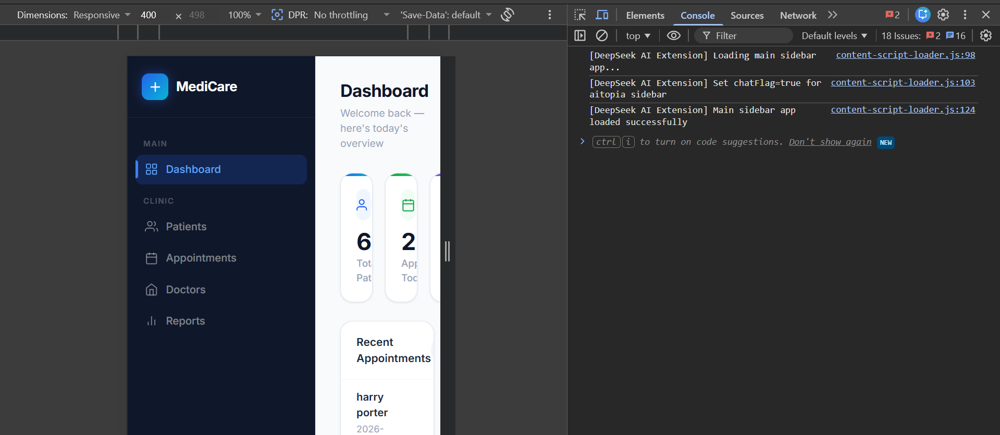 Dimensions: Responsive 400 × 498 100% DPR: No throttling 'Save-Data': default
Elements Console Sources Network 2
top Filter Default levels 18 Issues: 2 16
[DeepSeek AI Extension] Loading main sidebar app... content-script-loader.js:98
[DeepSeek AI Extension] Set chatFlag=true for aitopia sidebar content-script-loader.js:103
[DeepSeek AI Extension] Main sidebar app loaded successfully content-script-loader.js:124
ctrl i to turn on code suggestions. Don't show again NEW
MediCare
MAIN
Dashboard
CLINIC
Patients
Appointments
Doctors
Reports
Dashboard
Welcome back —
here's today's
overview
6
Tot
Pat
2
App
Tod
Recent
Appointments
harry
porter
2026-